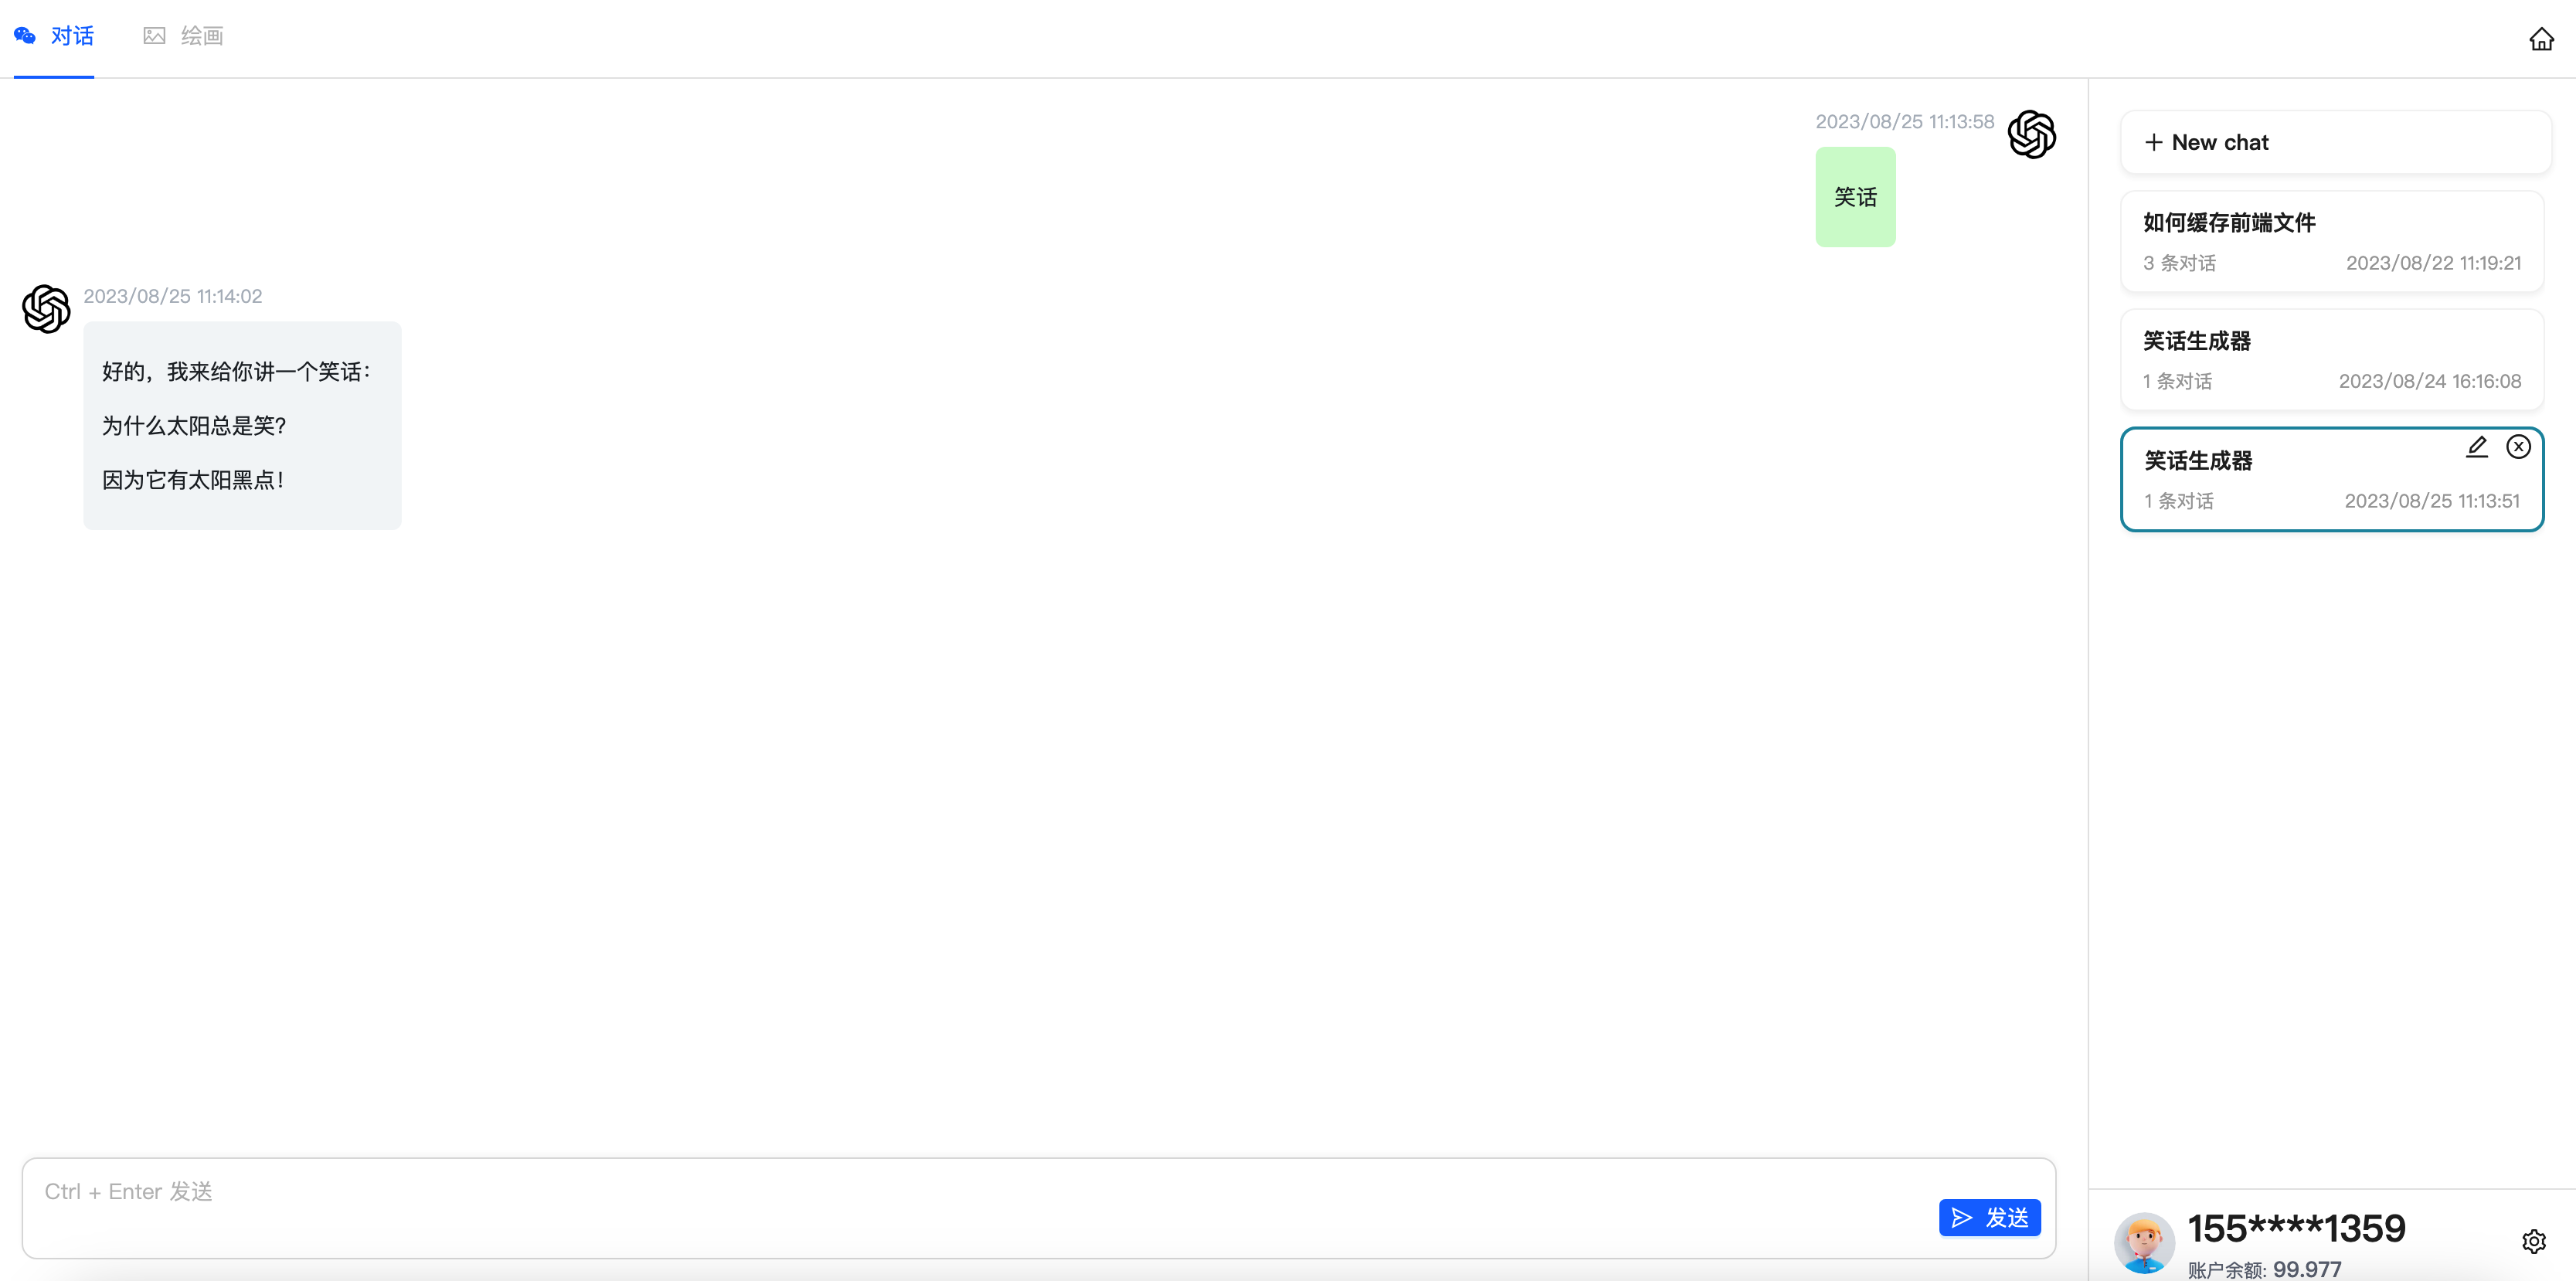 对话
绘画
2023/08/25 11:13:58
笑话
2023/08/25 11:14:02
好的，我来给你讲一个笑话：
为什么太阳总是笑？
因为它有太阳黑点！
Ctrl + Enter 发送
发送
New chat
如何缓存前端文件
3 条对话 2023/08/22 11:19:21
笑话生成器
1 条对话 2023/08/24 16:16:08
笑话生成器
1 条对话 2023/08/25 11:13:51
155****1359
账户余额: 99.977